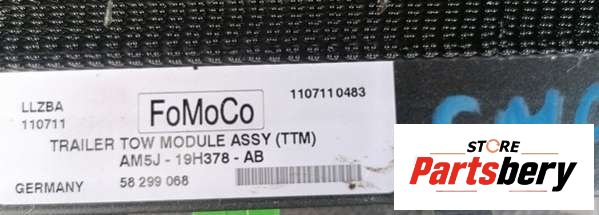 LLZBA
110711
FoMoCo
1107110483
TRAILER TOW MODULE ASSY (TTM)
AM5J - 19H378 - AB
GERMANY
58 299 068
STORE
Partsbery